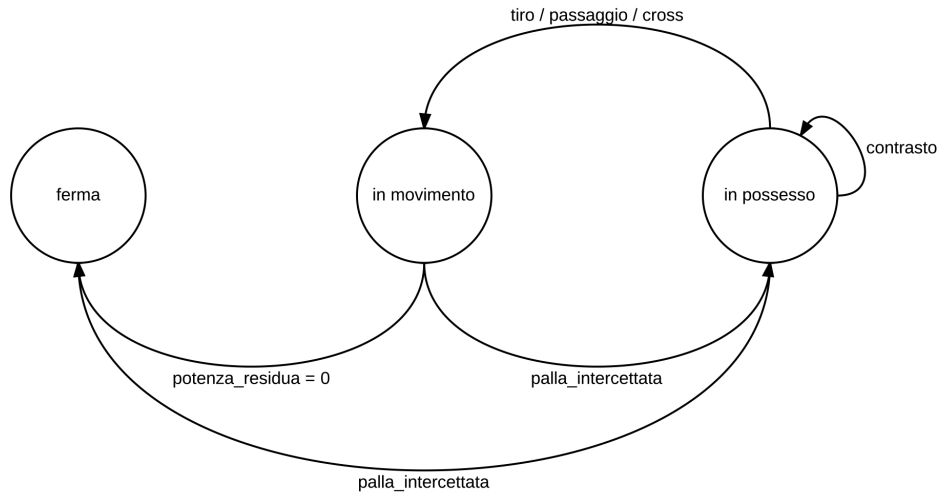 tiro / passaggio / cross
contrasto
ferma
in movimento
in possesso
potenza_residua = 0
palla_intercettata
palla_intercettata